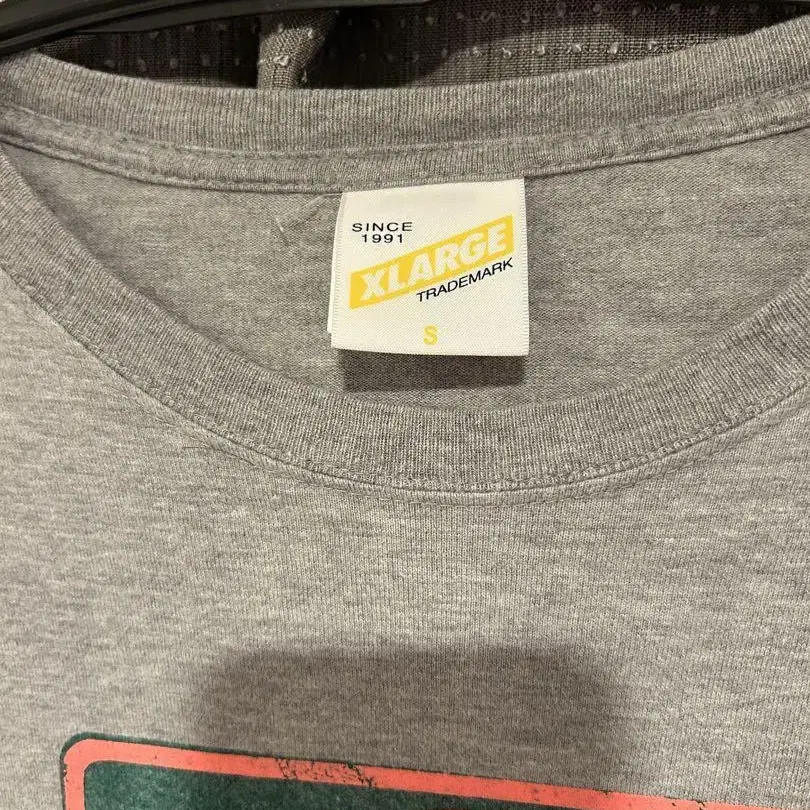 SINCE
1991
XLARGE
TRADEMARK
S